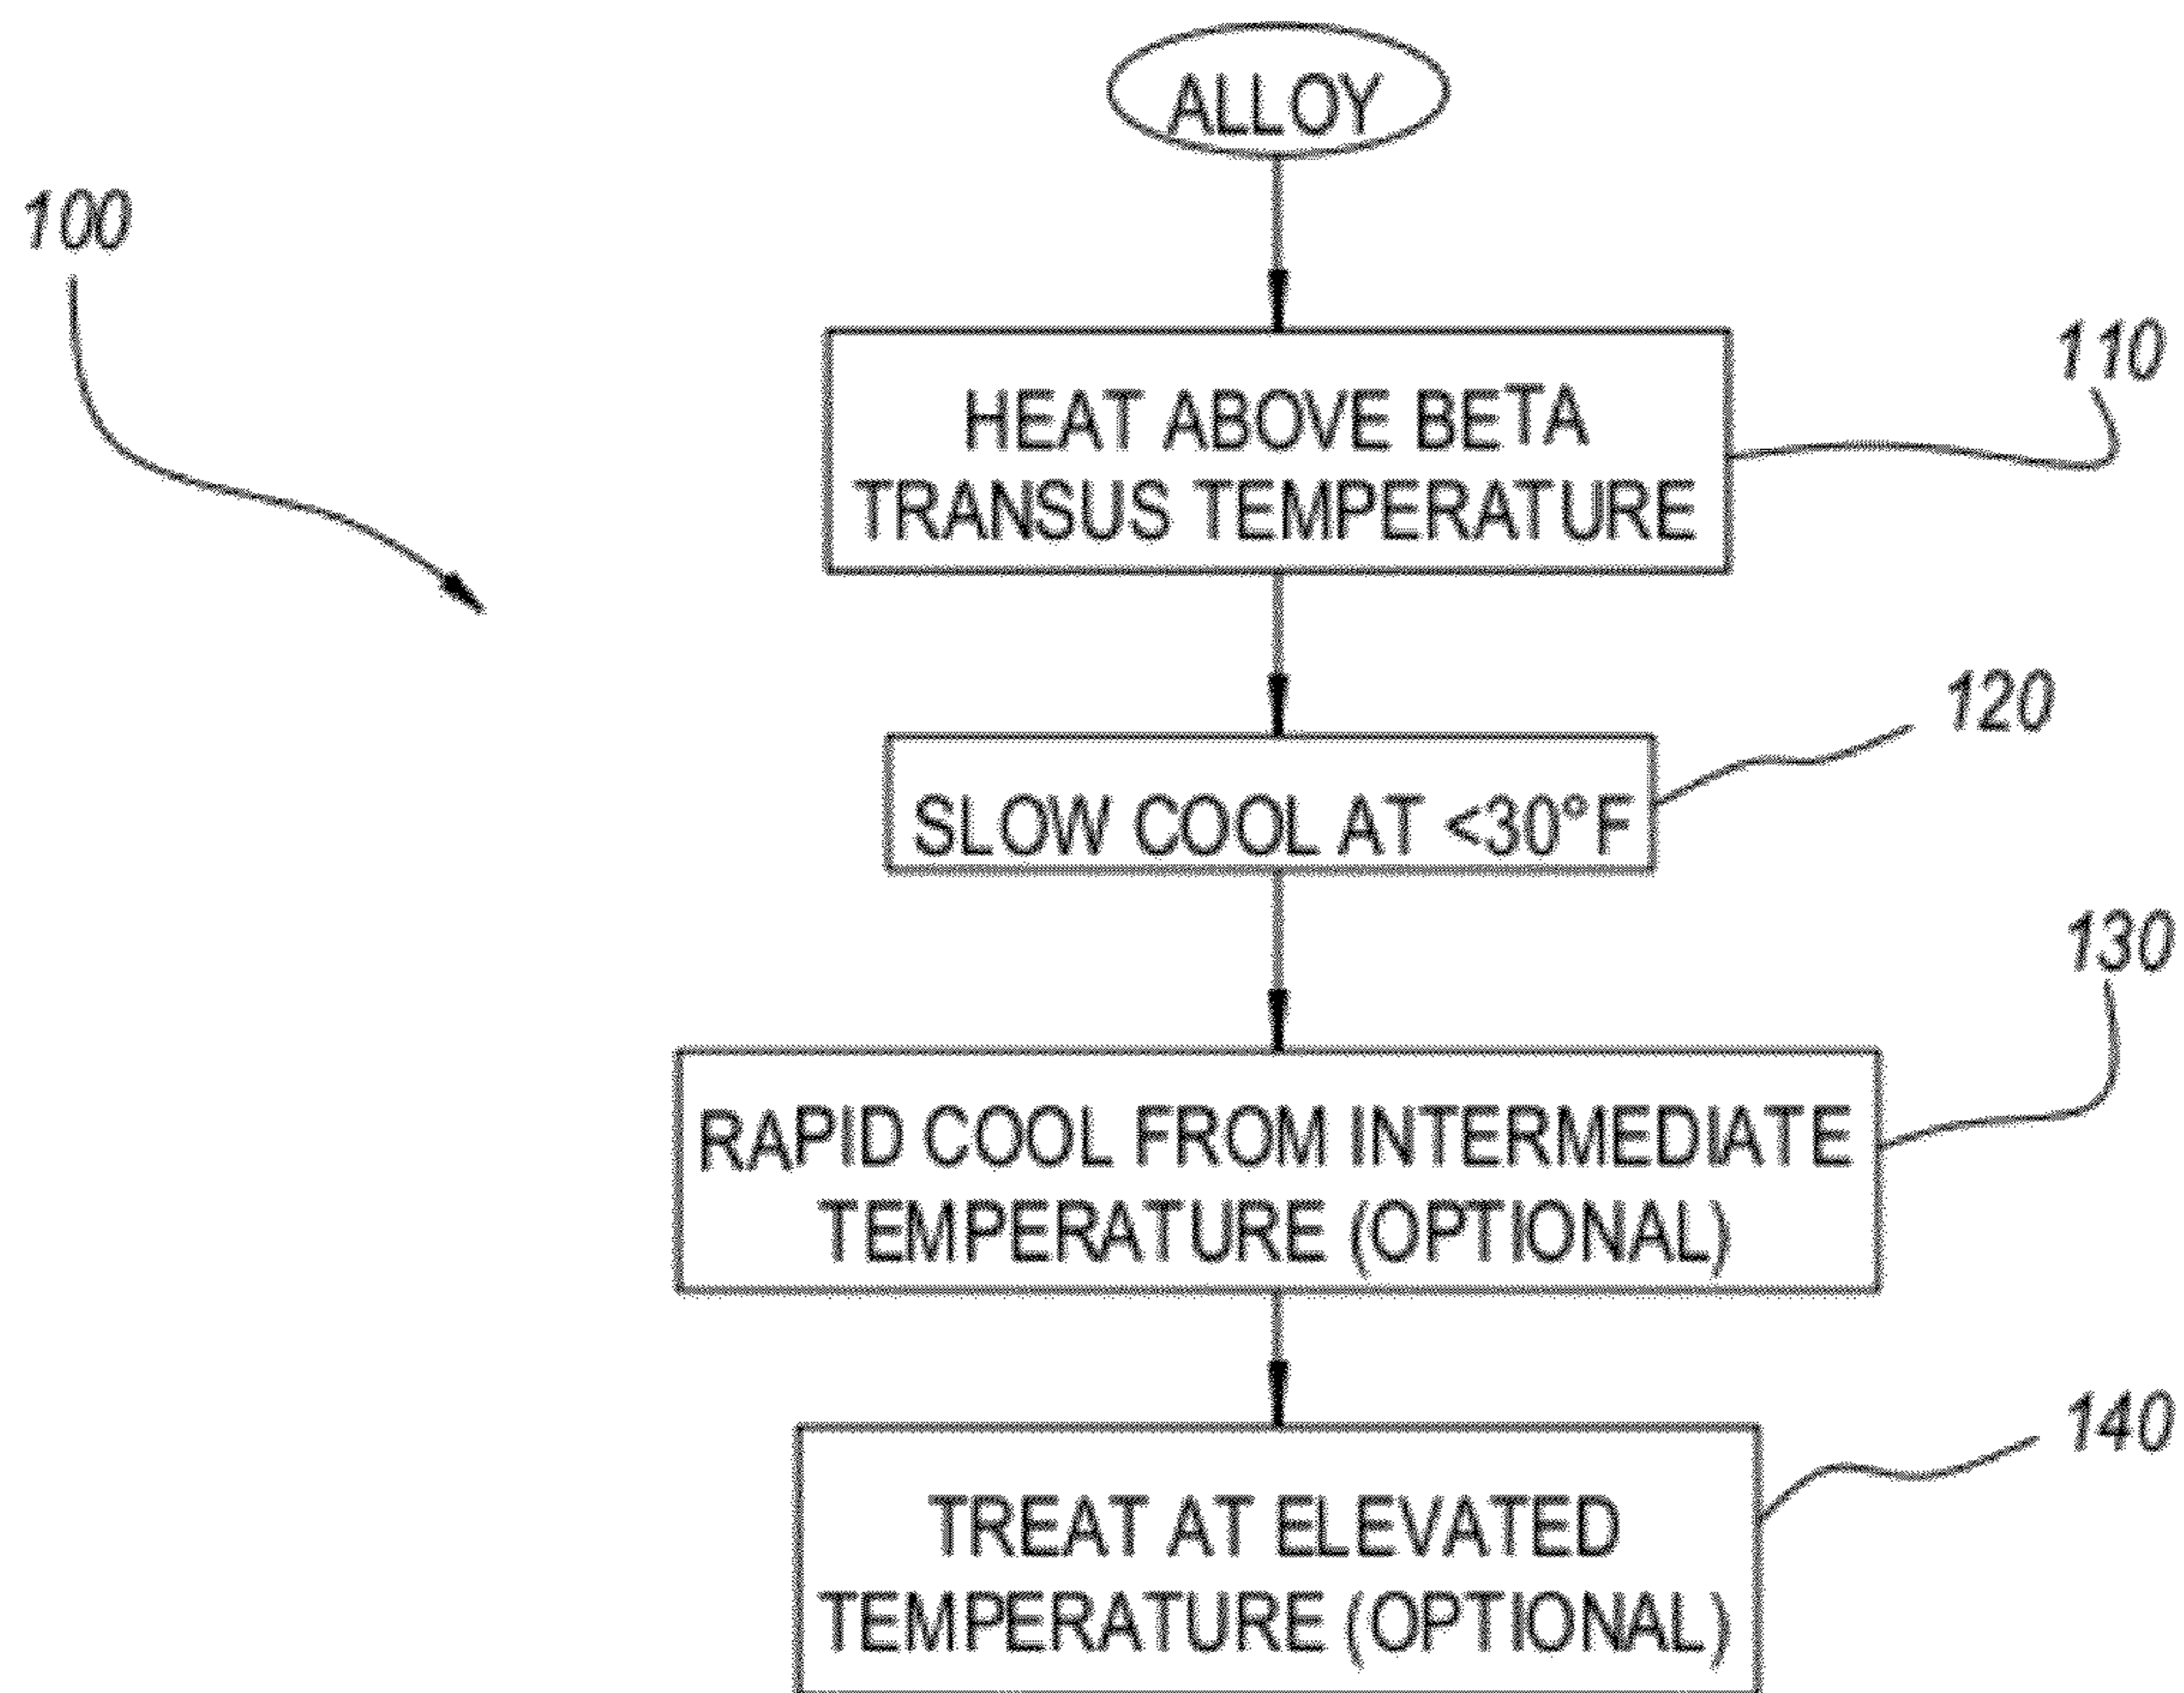 ALLOY
100
HEAT ABOVE BETA
TRANSUS TEMPERATURE
110
SLOW COOL AT <30°F
120
RAPID COOL FROM INTERMEDIATE
TEMPERATURE (OPTIONAL)
130
TREAT AT ELEVATED
TEMPERATURE (OPTIONAL)
140